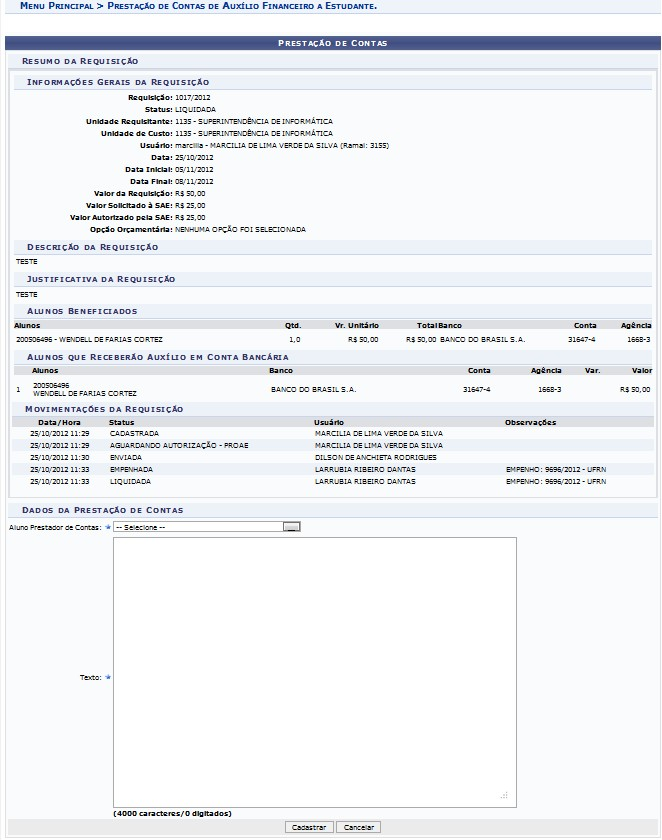 Menu Principal > Prestação de Contas de Auxílio Financeiro a Estudante.
Prestação de Contas
Resumo da Requisição
Informações Gerais da Requisição
Requisição: 1017/2012
Status: LIQUIDADA
Unidade Requisitante: 1135 - SUPERINTENDÊNCIA DE INFORMÁTICA
Unidade de Custo: 1135 - SUPERINTENDÊNCIA DE INFORMÁTICA
Usuário: marcilia - MARCILIA DE LIMA VERDE DA SILVA (Ramal: 3155)
Data: 25/10/2012
Data Inicial: 05/11/2012
Data Final: 08/11/2012
Valor da Requisição: R$ 50,00
Valor Solicitado à SAE: R$ 25,00
Valor Autorizado pela SAE: R$ 25,00
Opção Orçamentária: NENHUMA OPÇÃO FOI SELECIONADA
Descrição da Requisição
TESTE
Justificativa da Requisição
TESTE
Alunos Beneficiados
Alunos Qtd. Vr. Unitário Total Banco Conta Agência
200506496 - WENDELL DE FARIAS CORTEZ 1,0 R$ 50,00 R$ 50,00 BANCO DO BRASIL S.A. 31647-4 1668-3
Alunos que Receberão Auxílio em Conta Bancária
Alunos Banco Conta Agência Var. Valor
1 200506496 WENDELL DE FARIAS CORTEZ BANCO DO BRASIL S.A. 31647-4 1668-3 R$ 50,00
Movimentações da Requisição
Data/Hora Status Usuário Observações
25/10/2012 11:29 CADASTRADA MARCILIA DE LIMA VERDE DA SILVA
25/10/2012 11:29 AGUARDANDO AUTORIZAÇÃO - PROAE MARCILIA DE LIMA VERDE DA SILVA
25/10/2012 11:30 ENVIADA DILSON DE ANCHIETA RODRIGUES
25/10/2012 11:33 EMPENHADA LARRUBIA RIBEIRO DANTAS EMPENHO: 9696/2012 - UFRN
25/10/2012 11:33 LIQUIDADA LARRUBIA RIBEIRO DANTAS EMPENHO: 9696/2012 - UFRN
Dados da Prestação de Contas
Aluno Prestador de Contas: -- Selecione --
Texto:
(4000 caracteres/0 digitados)
Cadastrar Cancelar